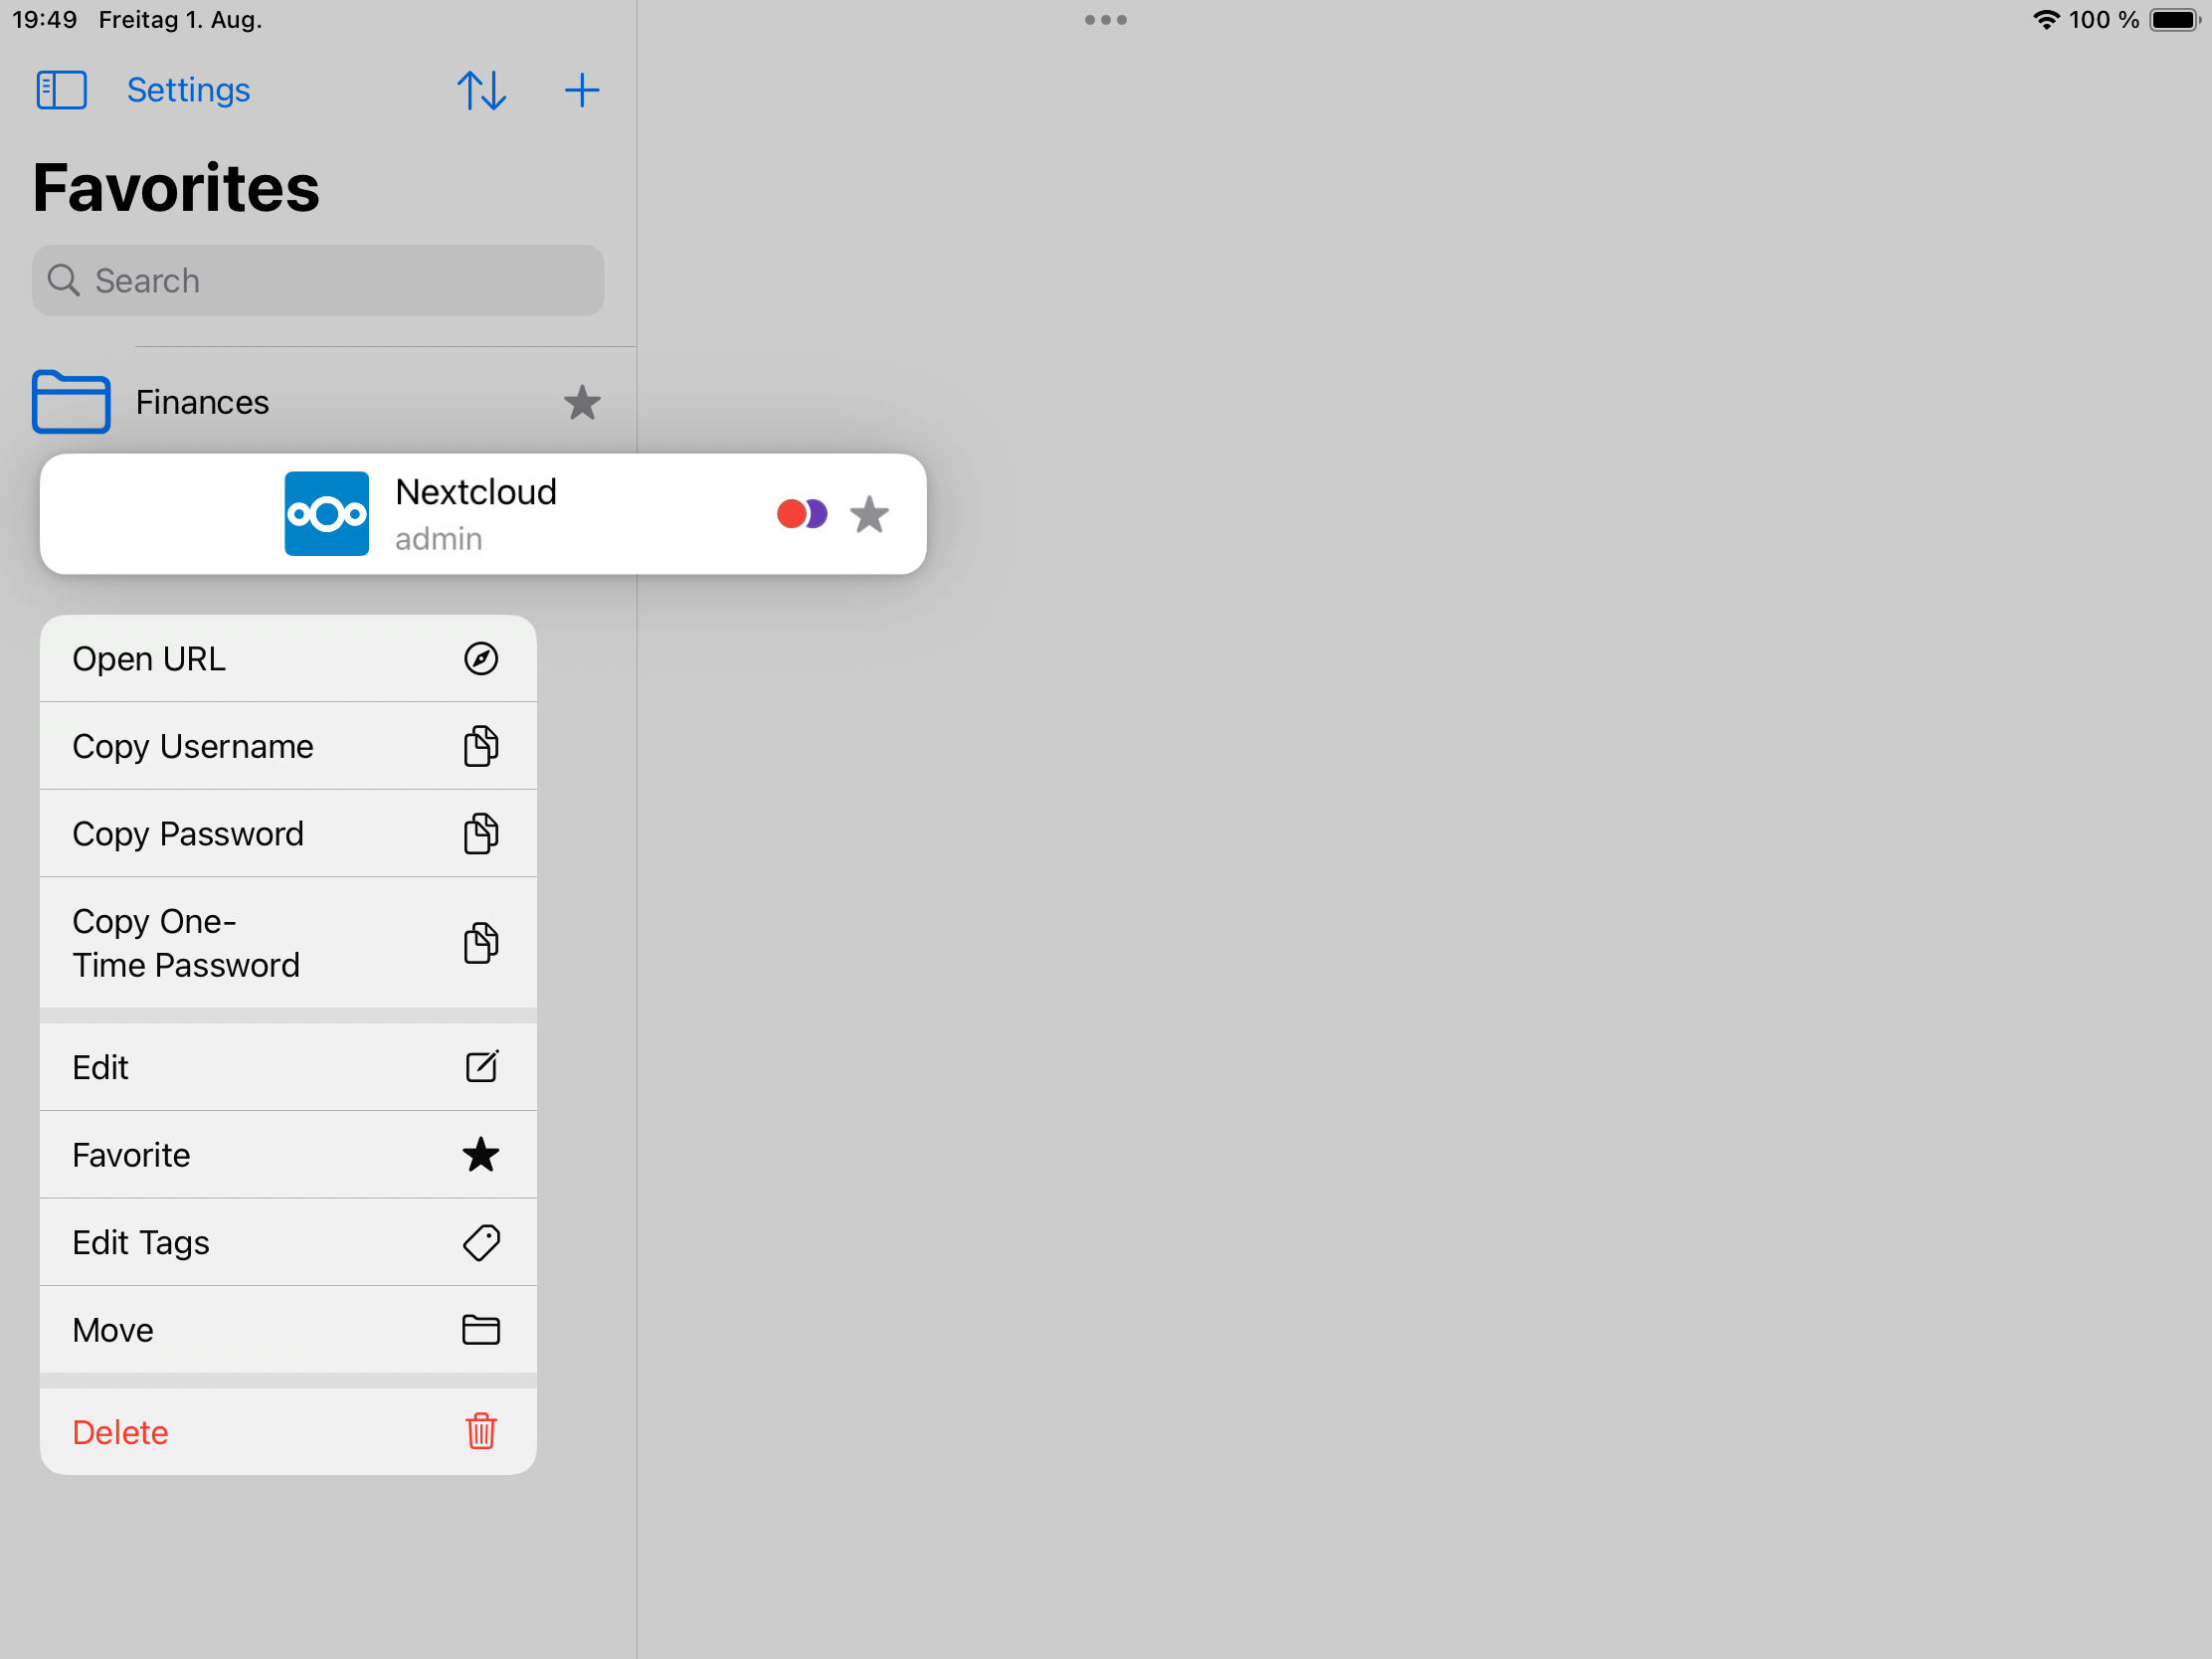 19:49 Freitag 1. Aug.
100 %
Settings
Favorites
Search
Finances
Nextcloud
admin
Open URL
Copy Username
Copy Password
Copy One-
Time Password
Edit
Favorite
Edit Tags
Move
Delete